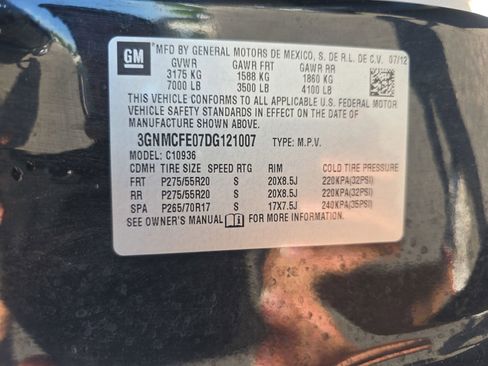 GM
MFD BY GENERAL MOTORS DE MEXICO, S. DE R.L. DE C.V. 07/12
GVWR GAWR FRT GAWR RR
3175 KG 1588 KG 1860 KG
7000 LB 3500 LB 4100 LB
THIS VEHICLE CONFORMS TO ALL APPLICABLE U.S. FEDERAL MOTOR
VEHICLE SAFETY STANDARDS IN EFFECT ON THE DATE OF
MANUFACTURE SHOWN ABOVE.
3GNMCFE07DG121007 TYPE: M.P.V.
MODEL: C10936
CDMH TIRE SIZE SPEED RTG RIM COLD TIRE PRESSURE
FRT P275/55R20 S 20X8.5J 220KPA(32PSI)
RR P275/55R20 S 20X8.5J 220KPA(32PSI)
SPA P265/70R17 S 17X7.5J 240KPA(35PSI)
SEE OWNER'S MANUAL FOR MORE INFORMATION.